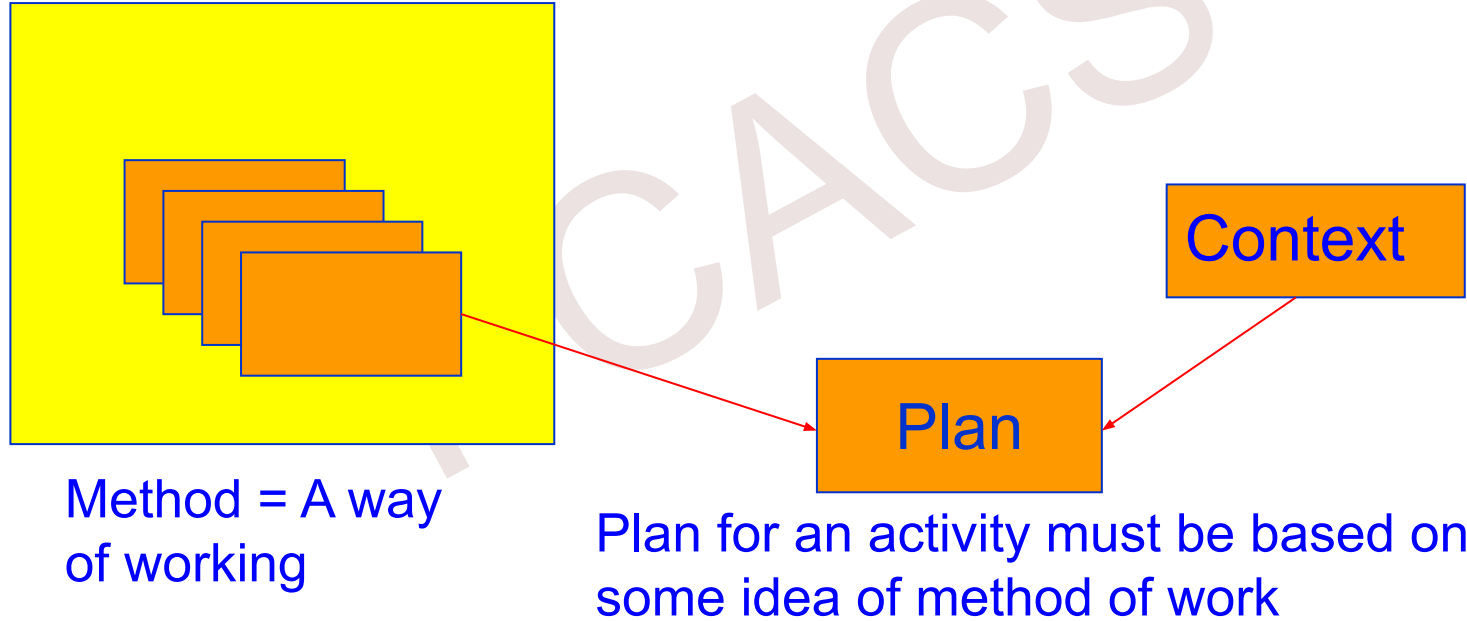 Context
Plan
Method = A way
of working
Plan for an activity must be based on
some idea of method of work